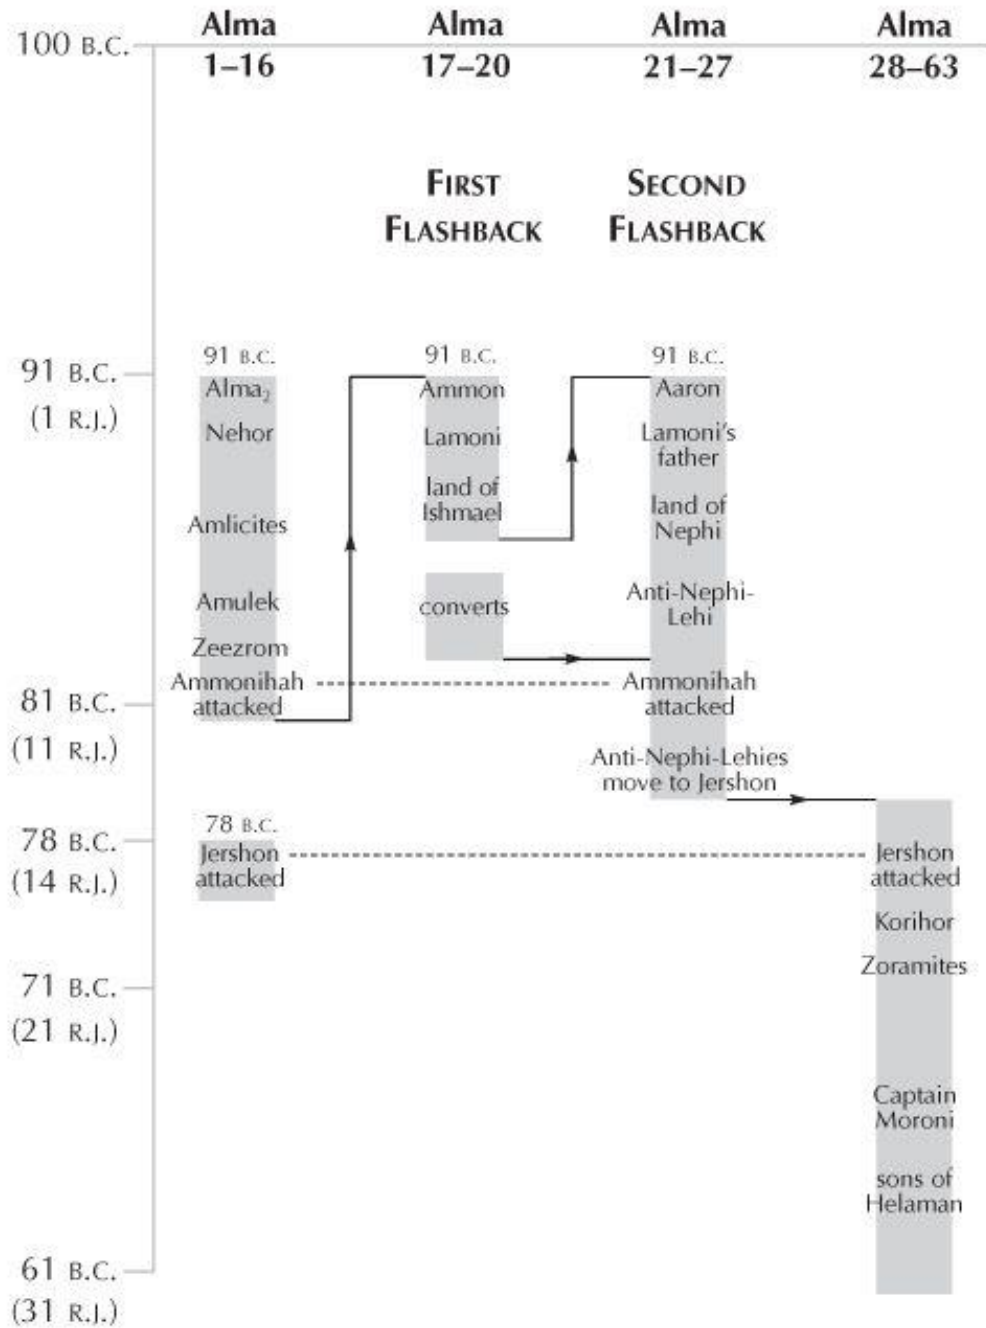 100 B.C.
Alma
1–16
Alma
17–20
Alma
21–27
Alma
28–63
FIRST
FLASHBACK
SECOND
FLASHBACK
91 B.C.
(1 R.J.)
81 B.C.
(11 R.J.)
78 B.C.
(14 R.J.)
71 B.C.
(21 R.J.)
61 B.C.
(31 R.J.)
91 B.C.
Alma₂
Nehor
Amlicites
Amulek
Zeezrom
Ammonihah
attacked
78 B.C.
Jershon
attacked
91 B.C.
Ammon
Lamoni
land of
Ishmael
converts
91 B.C.
Aaron
Lamoni's
father
land of
Nephi
Anti-Nephi-
Lehi
Ammonihah
attacked
Anti-Nephi-Lehies
move to Jershon
Jershon
attacked
Korihor
Zoramites
Captain
Moroni
sons of
Helaman